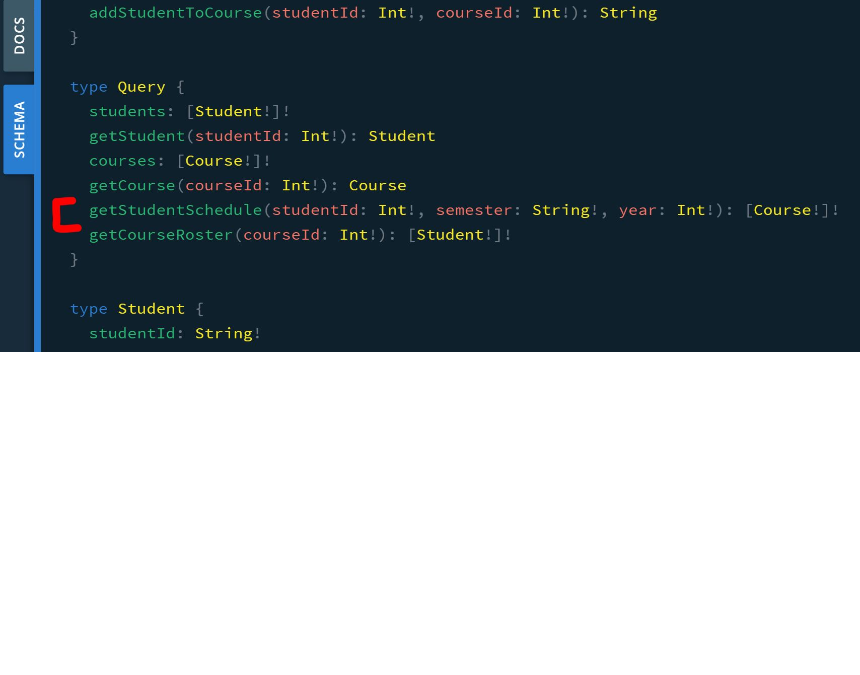 DOCS
SCHEMA
addStudentToCourse(studentId: Int!, courseId: Int!): String
}
type Query {
students: [Student!]!
getStudent(studentId: Int!): Student
courses: [Course!]!
getCourse(courseId: Int!): Course
getStudentSchedule(studentId: Int!, semester: String!, year: Int!): [Course!]!
getCourseRoster(courseId: Int!): [Student!]!
}
type Student {
studentId: String!